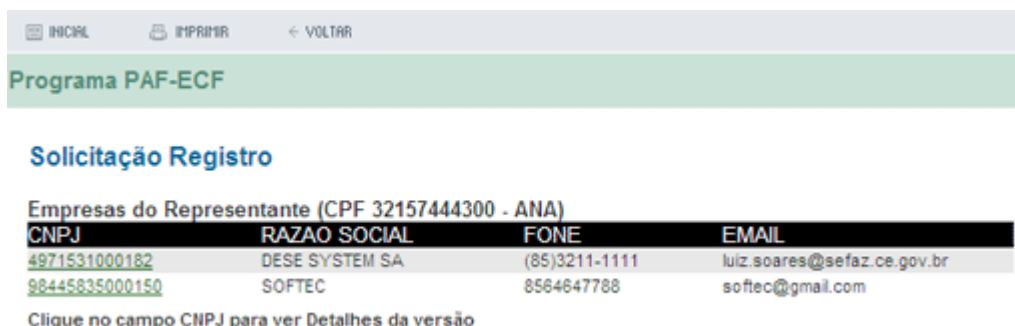 INICIAL IMPRIMIR ← VOLTAR
Programa PAF-ECF
Solicitação Registro
Empresas do Representante (CPF 32157444300 - ANA)
CNPJ RAZAO SOCIAL FONE EMAIL
4971531000182 DESE SYSTEM SA (85)3211-1111 luiz.soares@sefaz.ce.gov.br
98445835000150 SOFTEC 8564647788 softec@gmail.com
Clique no campo CNPJ para ver Detalhes da versão